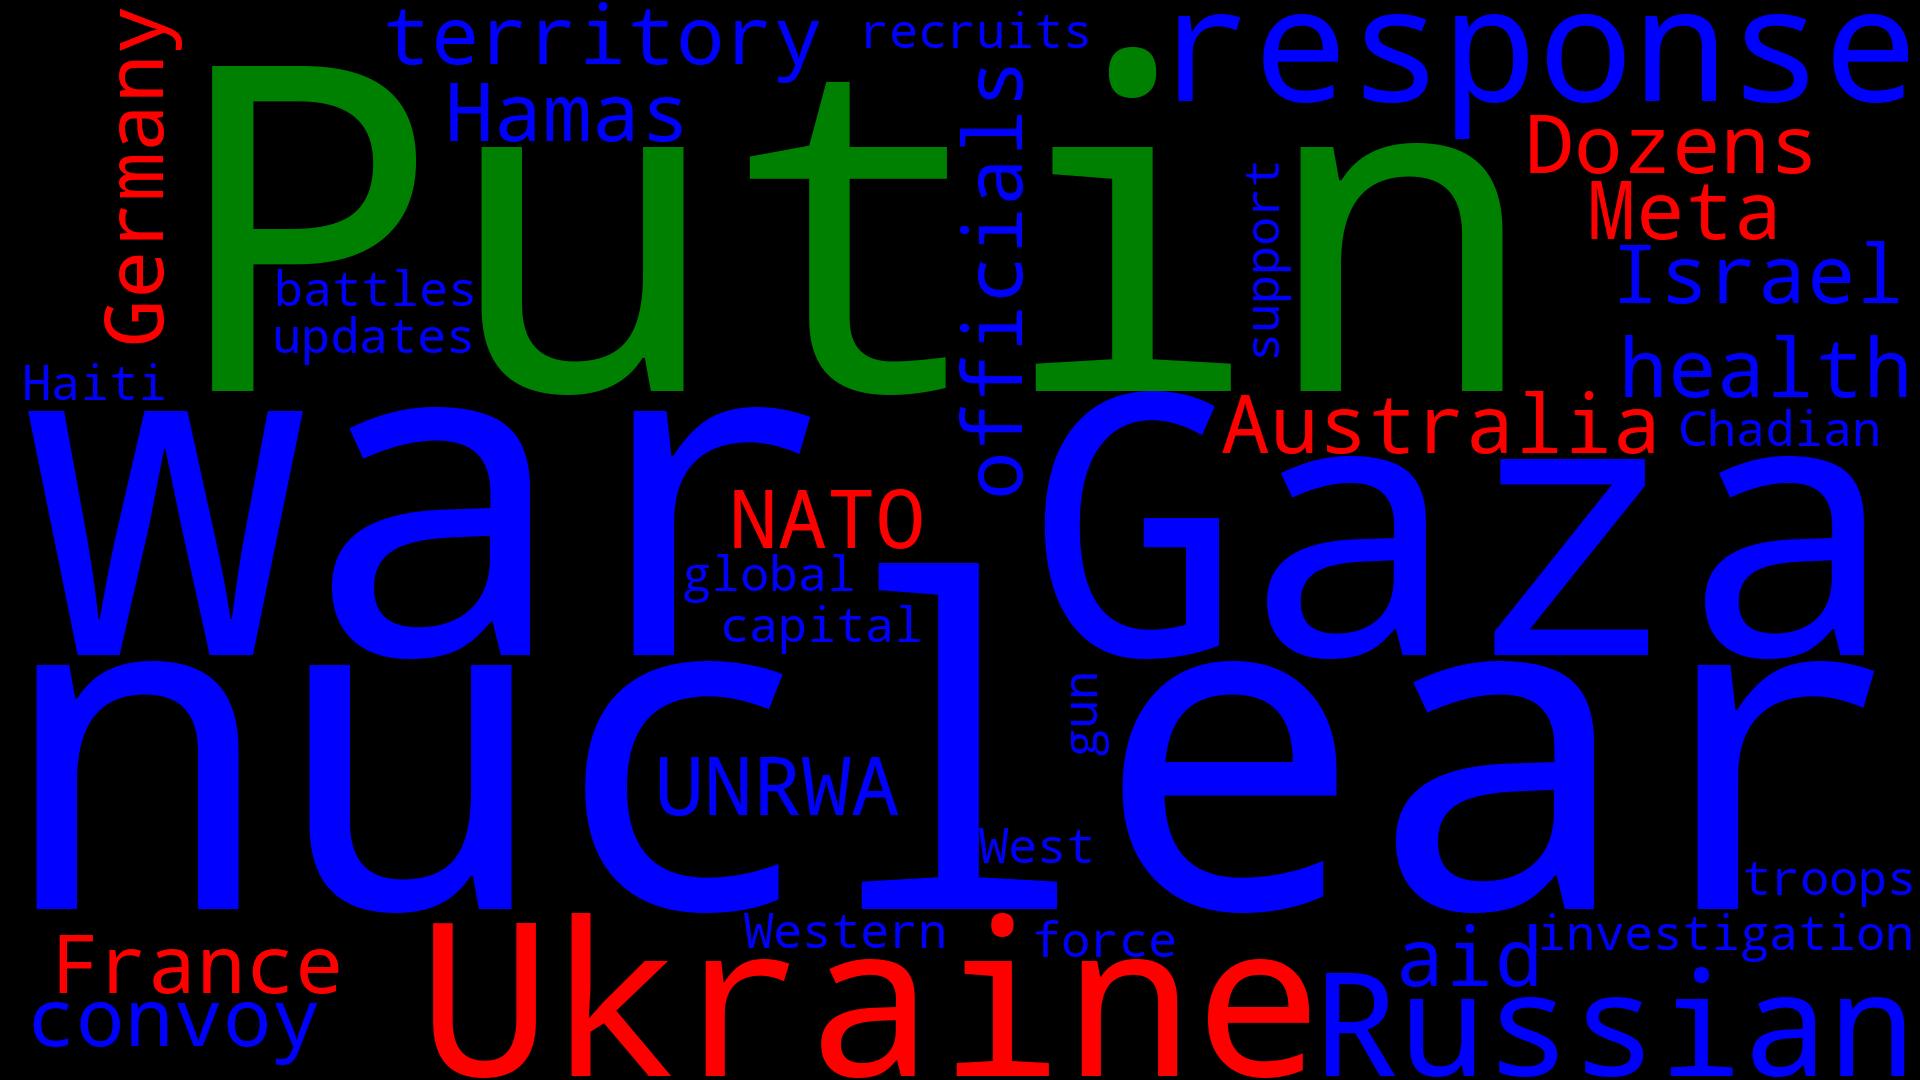 territory
recruits
response
Germany
Putin
Hamas
officials
Dozens
Meta
support
Israel
battles
updates
health
Haiti
war
Gaza
Australia
Chadian
NATO
global
capital
nuclear
gun
UNRWA
West
troops
Ukraine
Western
force
investigation
France
aid
convoy
Russian